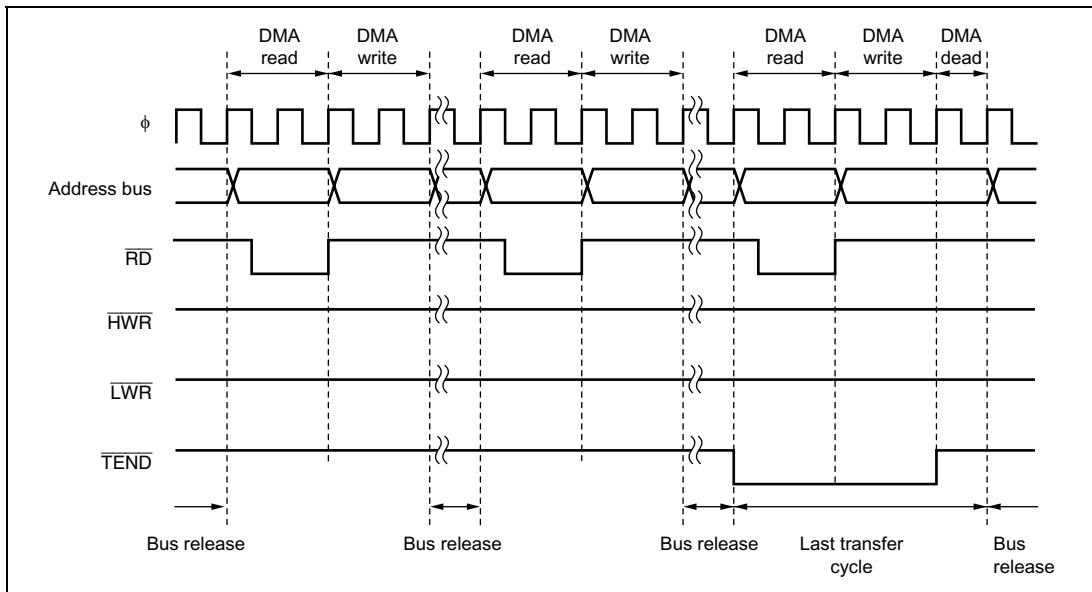 DMA read
DMA write
DMA read
DMA write
DMA read
DMA write
DMA dead
ϕ
Address bus
RD
HWR
LWR
TEND
Bus release
Bus release
Bus release
Last transfer cycle
Bus release